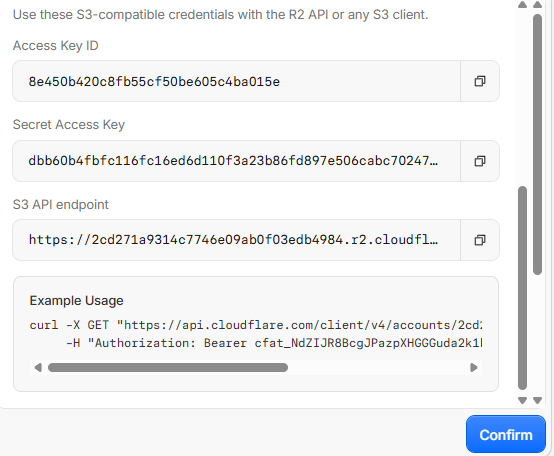 Use these S3-compatible credentials with the R2 API or any S3 client.
Access Key ID
8e450b420c8fb55cf50be605c4ba015e
Secret Access Key
dbb60b4fbfc116fc16ed6d110f3a23b86fd897e506cabc70247…
S3 API endpoint
https://2cd271a9314c7746e09ab0f03edb4984.r2.cloudfl…
Example Usage
curl -X GET "https://api.cloudflare.com/client/v4/accounts/2cd2
-H "Authorization: Bearer cfat_NdZIJR8BcgJPazpXHGGGuda2k1
Confirm